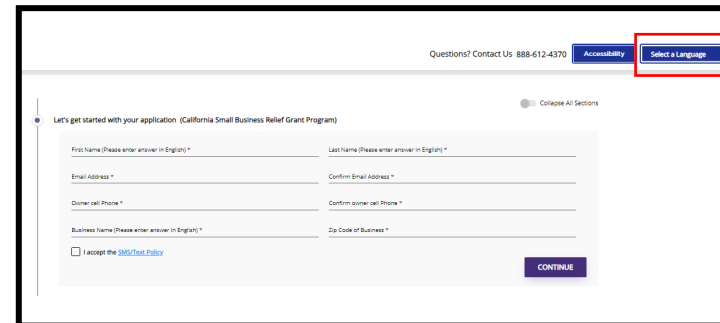 Questions? Contact Us 888-612-4370 Accessibility Select a Language
Collapse All Sections
Let's get started with your application (California Small Business Relief Grant Program)
First Name (Please enter answer in English) * Last Name (Please enter answer in English) *
Email Address * Confirm Email Address *
Owner cell Phone * Confirm owner cell Phone *
Business Name (Please enter answer in English) * Zip Code of Business *
I accept the SMS/Text Policy
CONTINUE